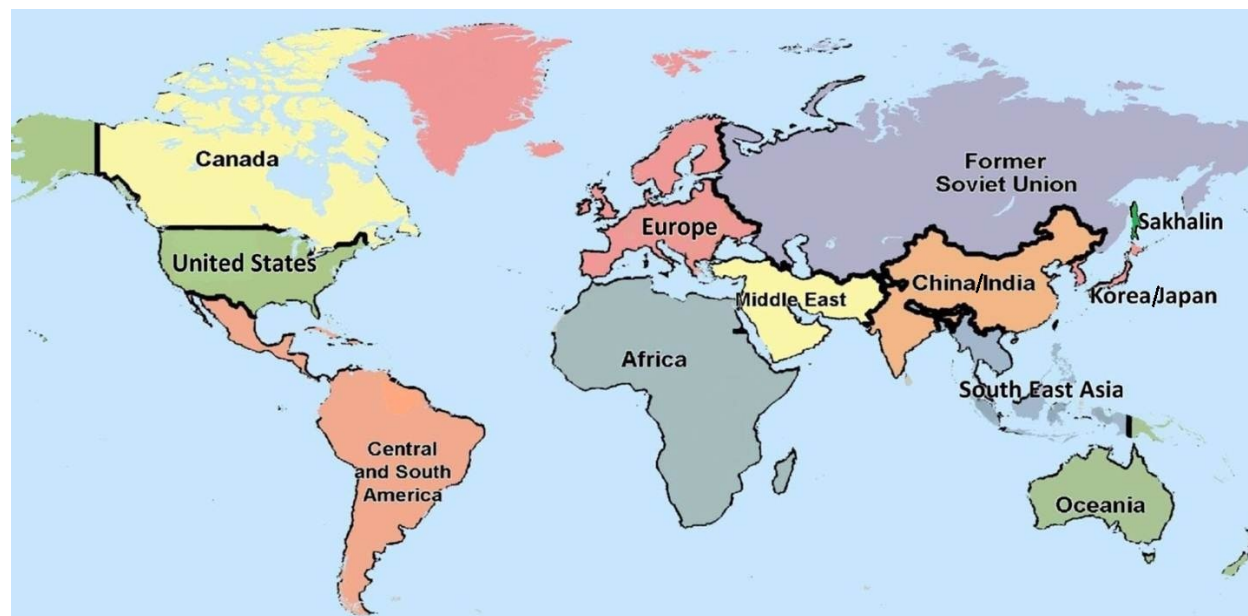 Canada
United States
Central
and South
America
Europe
Africa
Middle East
Former
Soviet Union
China/India
Sakhalin
Korea/Japan
South East Asia
Oceania